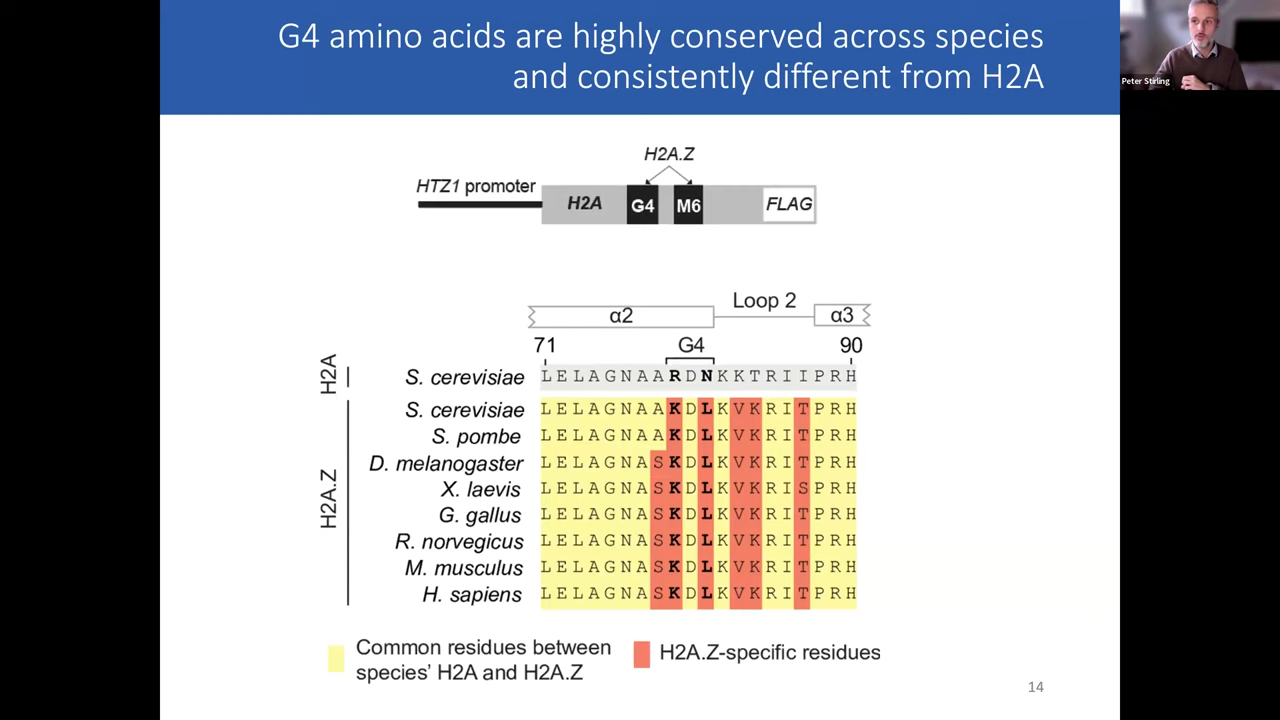 G4 amino acids are highly conserved across species
and consistently different from H2A
Peter Stirling
H2A.Z
HTZ1 promoter
H2A
G4
M6
FLAG
Loop 2
α2
α3
71
G4
90
H2A
S. cerevisiae LELAGNAARDNKKTRIIPRH
H2A.Z
S. cerevisiae LELAGNAAKDLKVKRITPRH
S. pombe LELAGNAAKDLKVKRITPRH
D. melanogaster LELAGNASKDLKVKRITPRH
X. laevis LELAGNASKDLKVKRISPRH
G. gallus LELAGNASKDLKVKRITPRH
R. norvegicus LELAGNASKDLKVKRITPRH
M. musculus LELAGNASKDLKVKRITPRH
H. sapiens LELAGNASKDLKVKRITPRH
Common residues between
species' H2A and H2A.Z
H2A.Z-specific residues
14